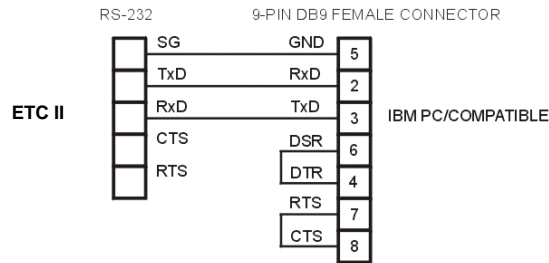 RS-232 9-PIN DB9 FEMALE CONNECTOR
SG GND 5
TxD RxD 2
ETC II RxD TxD 3 IBM PC/COMPATIBLE
CTS DSR 6
RTS DTR 4
RTS 7
CTS 8